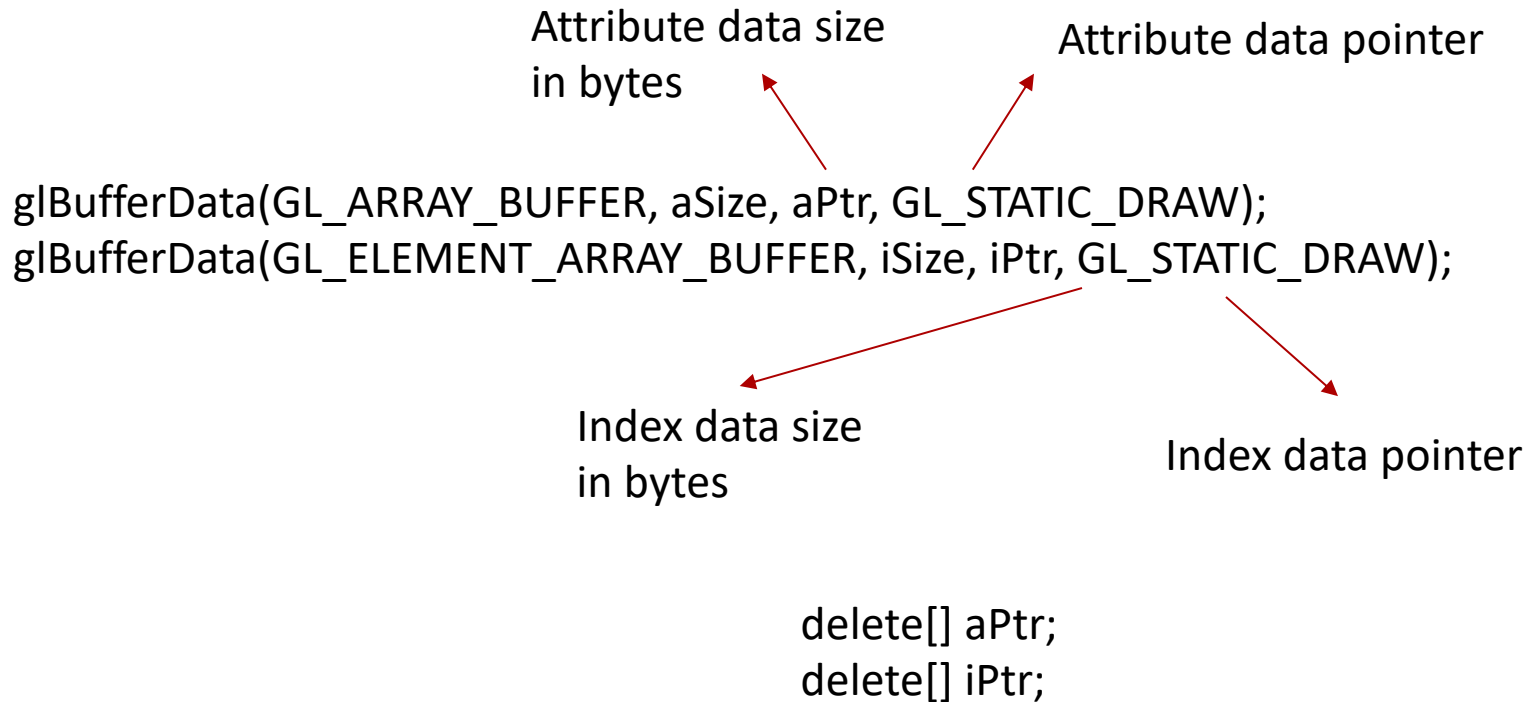 Attribute data size
in bytes
Attribute data pointer
glBufferData(GL_ARRAY_BUFFER, aSize, aPtr, GL_STATIC_DRAW);
glBufferData(GL_ELEMENT_ARRAY_BUFFER, iSize, iPtr, GL_STATIC_DRAW);
Index data size
in bytes
Index data pointer
delete[] aPtr;
delete[] iPtr;